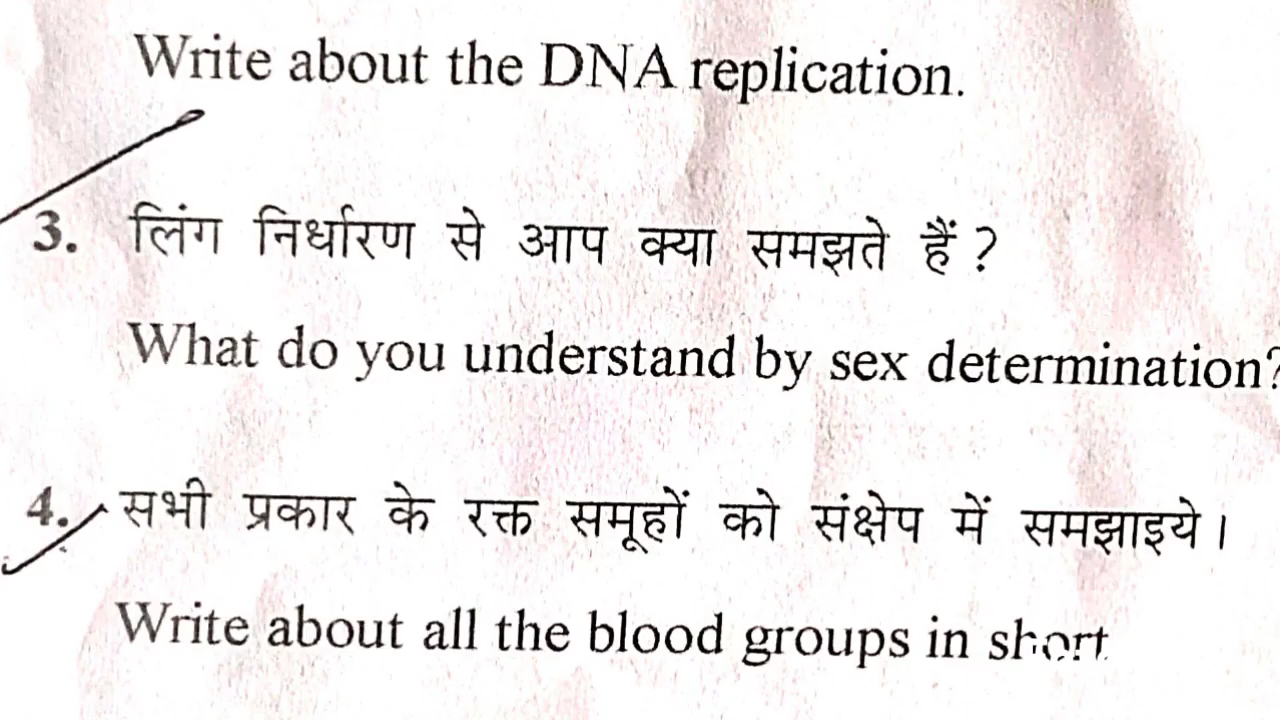 Write about the DNA replication.
3. लिंग निर्धारण से आप क्या समझते हैं ?
What do you understand by sex determination?
4. सभी प्रकार के रक्त समूहों को संक्षेप में समझाइये।
Write about all the blood groups in short